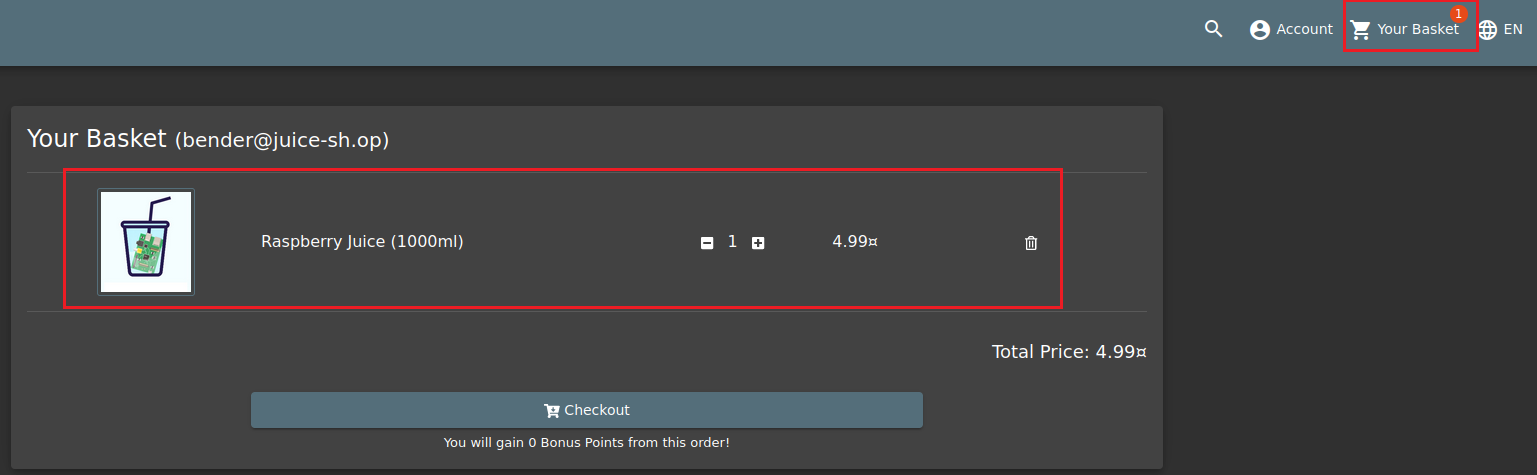 1
Account Your Basket EN
Your Basket (bender@juice-sh.op)
Raspberry Juice (1000ml) 1 4.99¤
Total Price: 4.99¤
Checkout
You will gain 0 Bonus Points from this order!